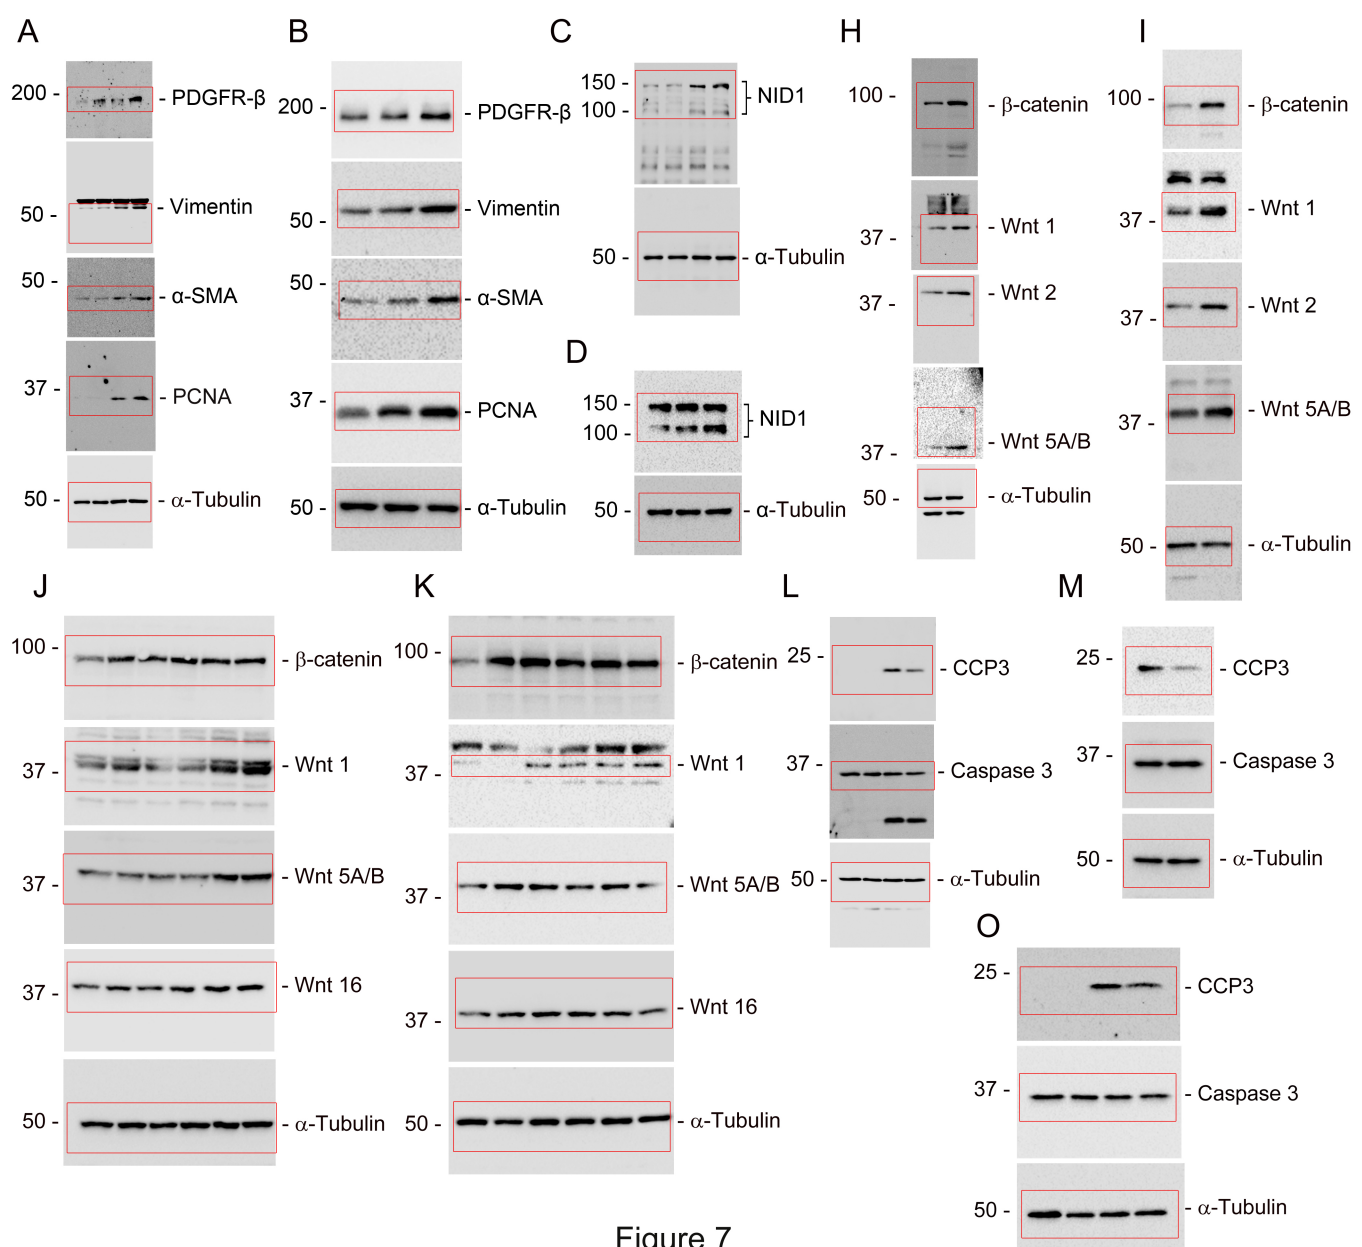 A
200 -
- PDGFR-β
50 -
- Vimentin
50 -
- α-SMA
37 -
- PCNA
50 -
- α-Tubulin
B
200 -
- PDGFR-β
50 -
- Vimentin
50 -
- α-SMA
37 -
- PCNA
50 -
- α-Tubulin
C
150 -
100 -
NID1
50 -
- α-Tubulin
D
150 -
100 -
NID1
50 -
- α-Tubulin
H
100 -
- β-catenin
37 -
- Wnt 1
37 -
- Wnt 2
37 -
- Wnt 5A/B
50 -
- α-Tubulin
I
100 -
- β-catenin
37 -
- Wnt 1
37 -
- Wnt 2
37 -
- Wnt 5A/B
50 -
- α-Tubulin
J
100 -
- β-catenin
37 -
- Wnt 1
37 -
- Wnt 5A/B
37 -
- Wnt 16
50 -
- α-Tubulin
K
100 -
- β-catenin
37 -
- Wnt 1
37 -
- Wnt 5A/B
37 -
- Wnt 16
50 -
- α-Tubulin
L
25 -
- CCP3
37 -
- Caspase 3
50 -
- α-Tubulin
M
25 -
- CCP3
37 -
- Caspase 3
50 -
- α-Tubulin
O
25 -
- CCP3
37 -
- Caspase 3
50 -
- α-Tubulin
Figure 7